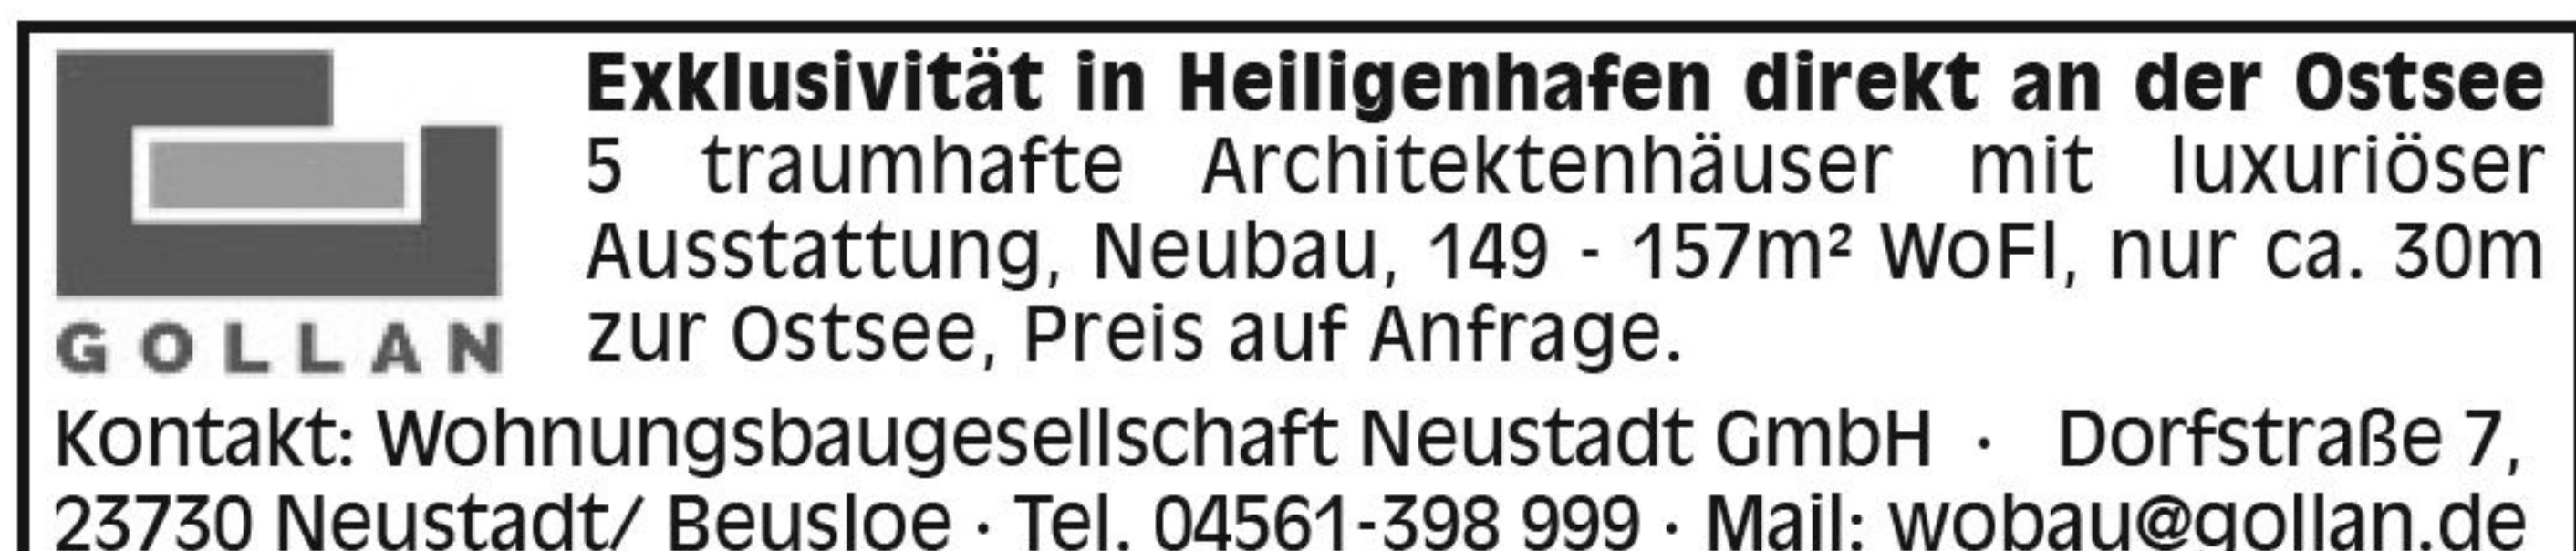 GOLLAN
Exklusivität in Heiligenhafen direkt an der Ostsee
5 traumhafte Architektenhäuser mit luxuriöser
Ausstattung, Neubau, 149 - 157m² WoFl, nur ca. 30m
zur Ostsee, Preis auf Anfrage.
Kontakt: Wohnungsbaugesellschaft Neustadt GmbH · Dorfstraße 7,
23730 Neustadt/ Beusloe · Tel. 04561-398 999 · Mail: wobau@gollan.de